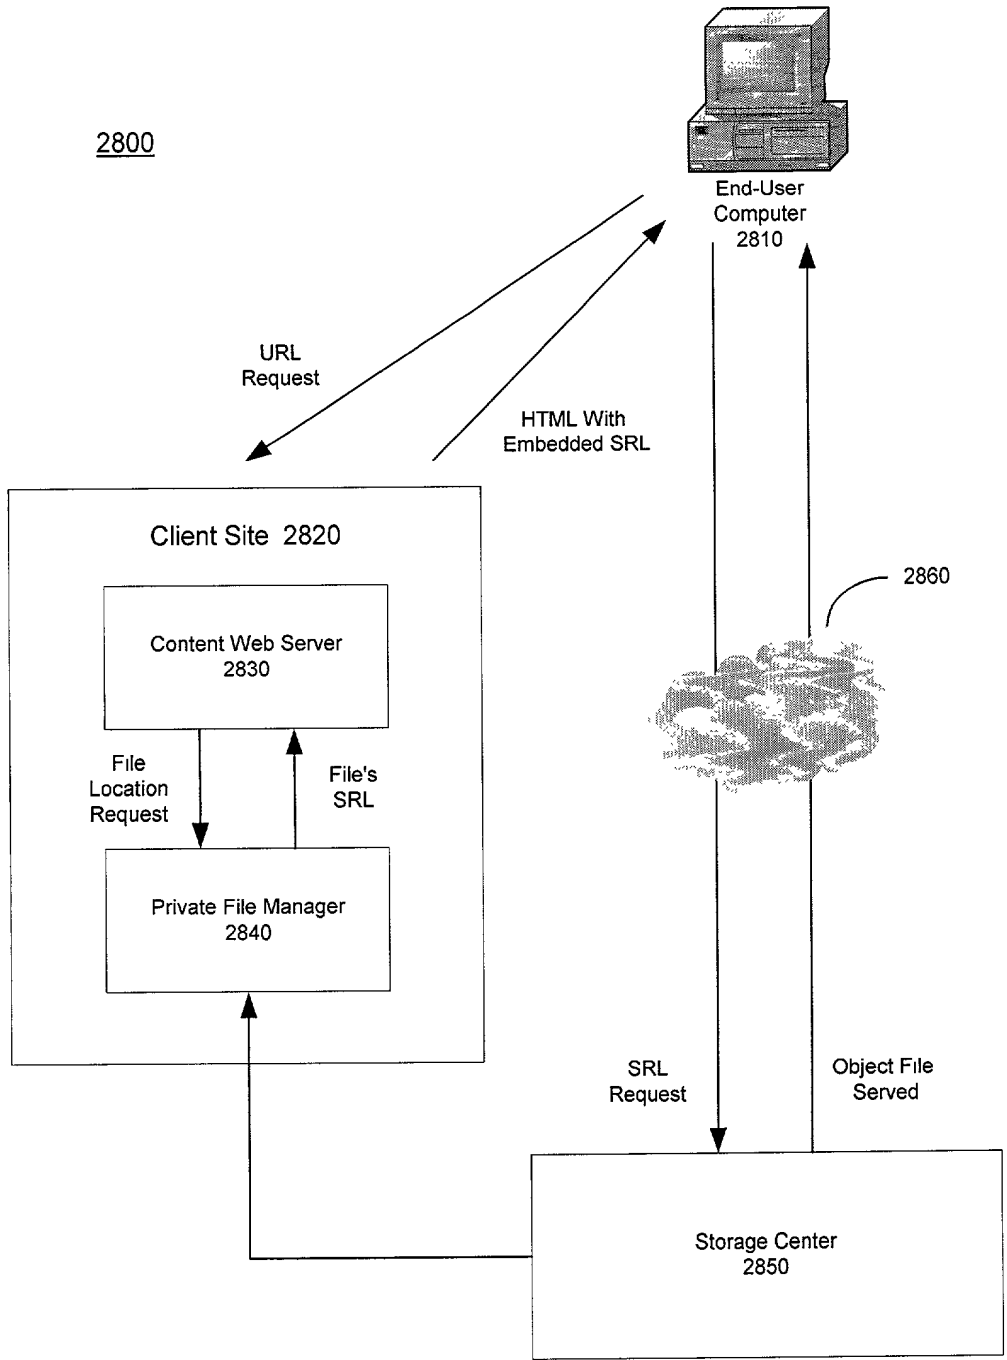 2800
End-User
Computer
2810
URL
Request
HTML With
Embedded SRL
Client Site 2820
2860
Content Web Server
2830
File
Location
Request
File's
SRL
Private File Manager
2840
SRL
Request
Object File
Served
Storage Center
2850